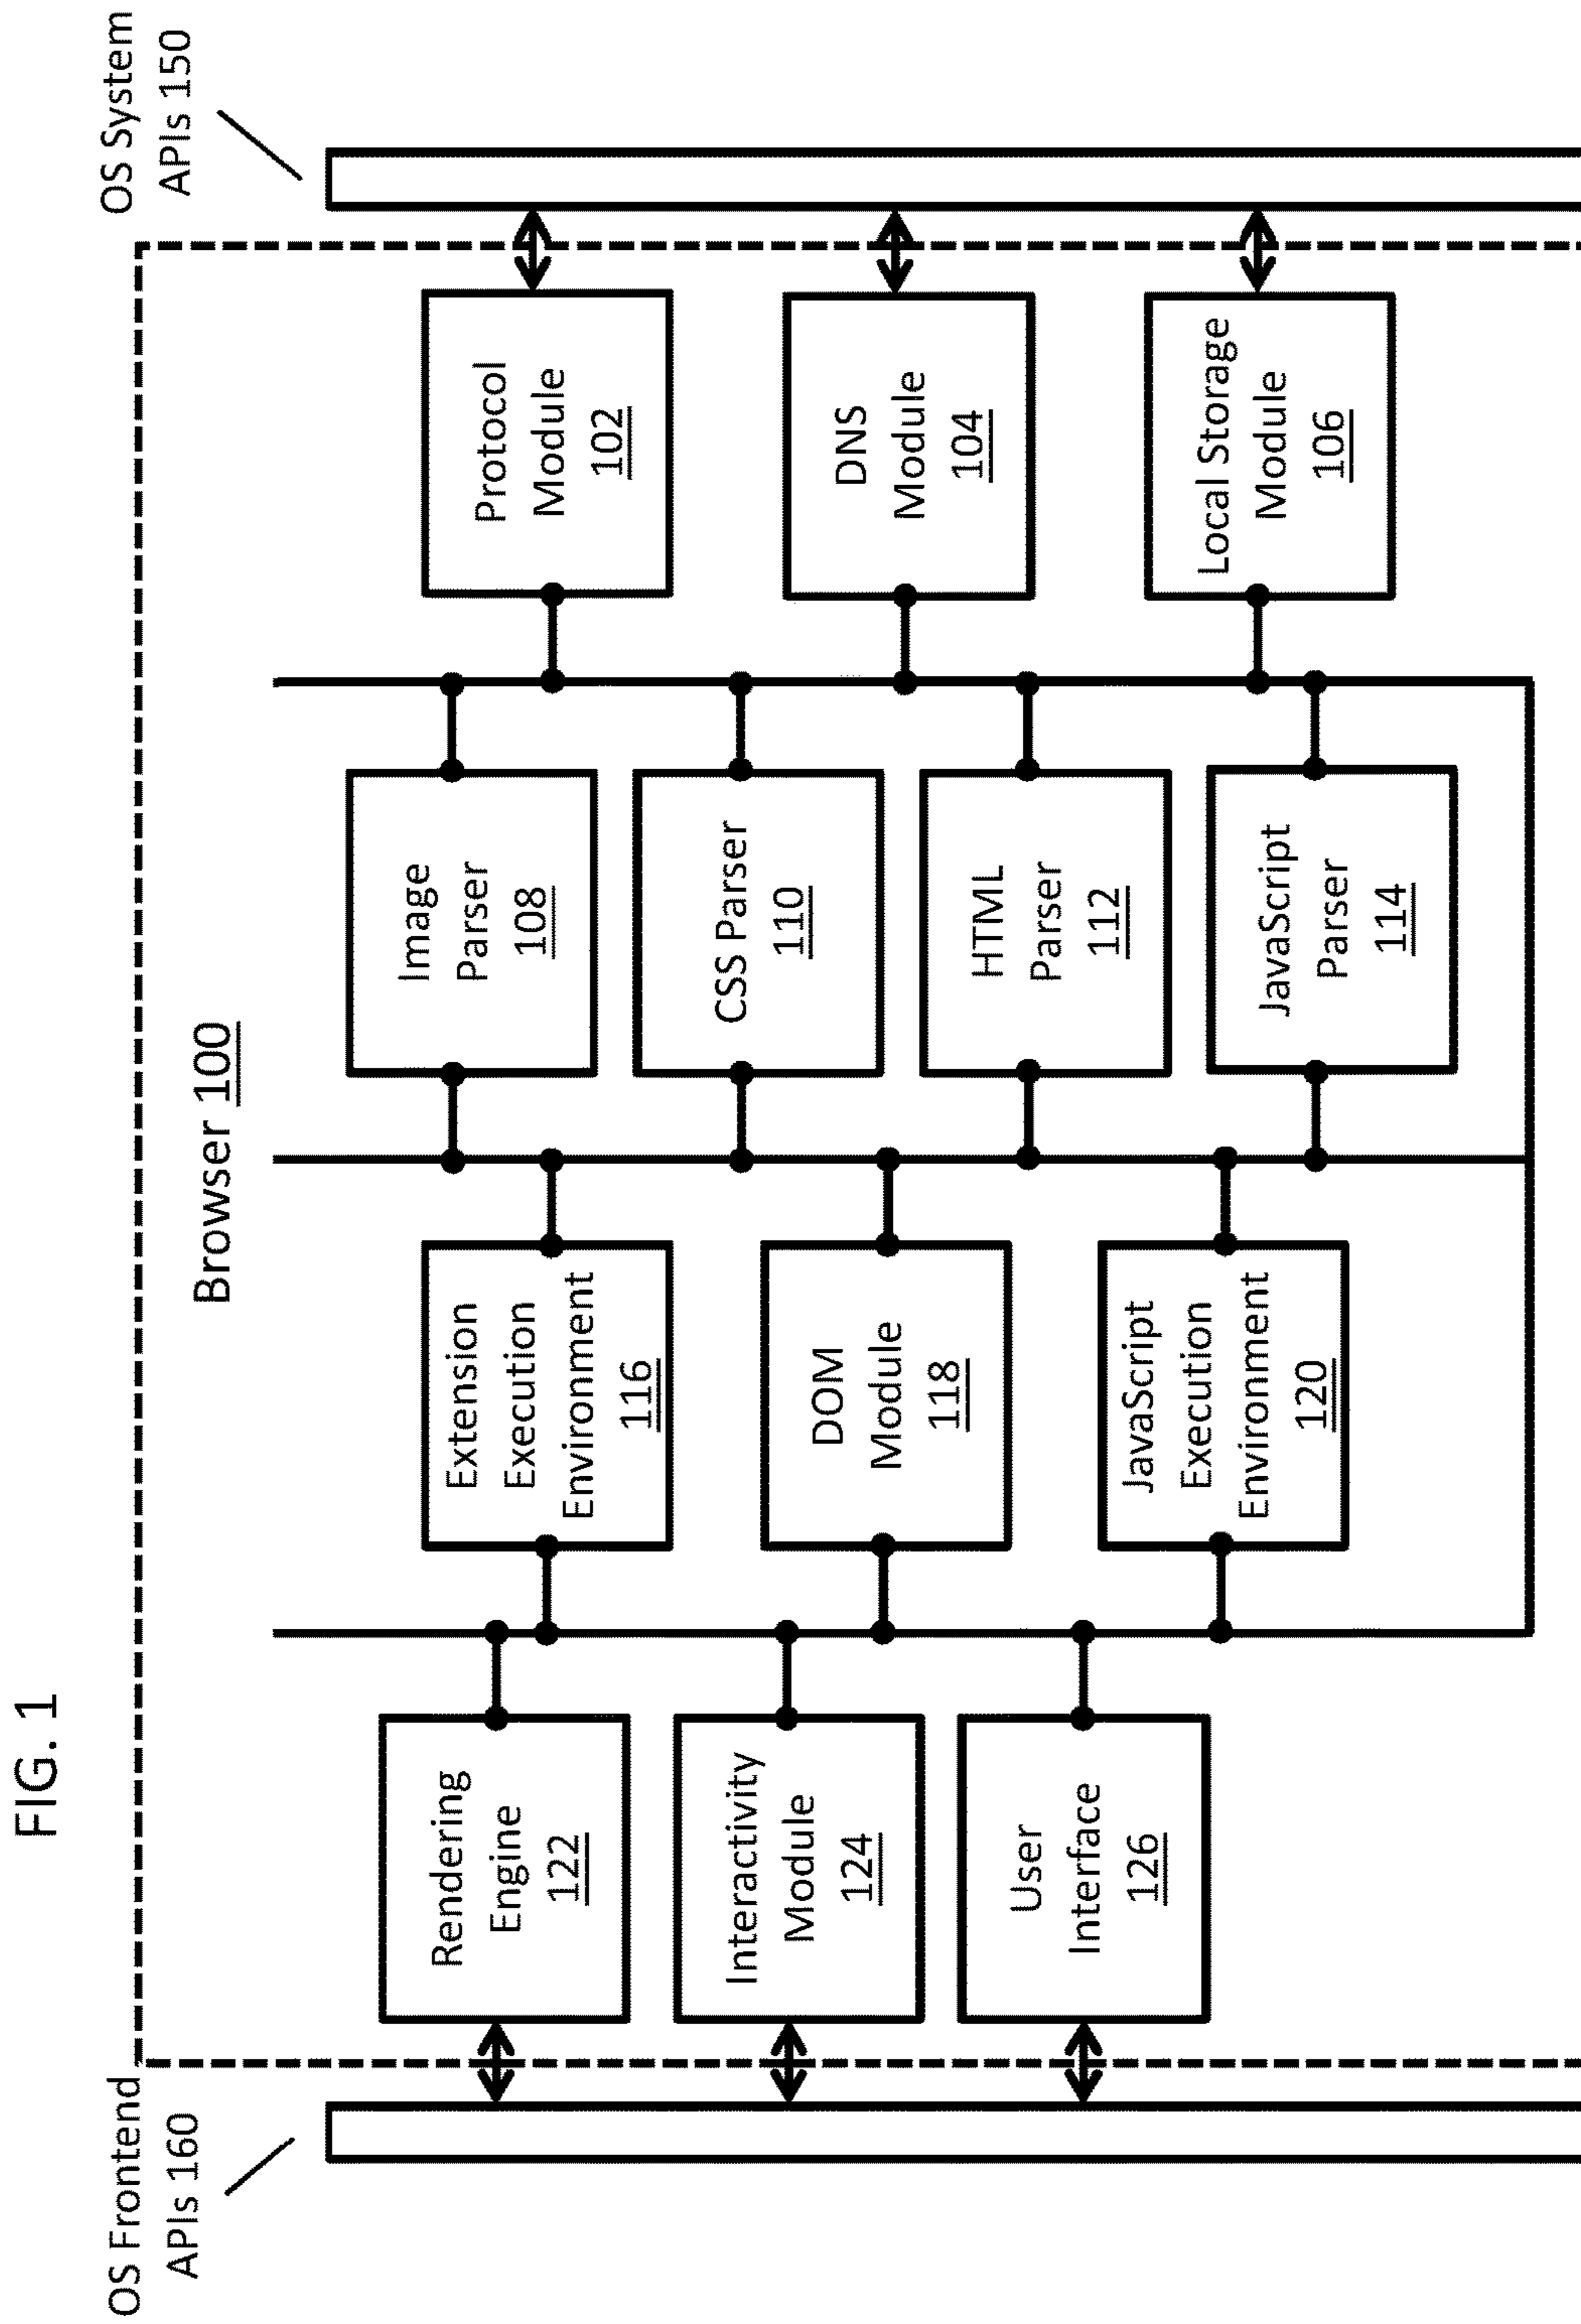 FIG. 1
Browser 100
OS Frontend
APIs 160
OS System
APIs 150
Rendering
Engine
122
Interactivity
Module
124
User
Interface
126
Extension
Execution
Environment
116
DOM
Module
118
JavaScript
Execution
Environment
120
Image
Parser
108
CSS Parser
110
HTML
Parser
112
JavaScript
Parser
114
Protocol
Module
102
DNS
Module
104
Local Storage
Module
106